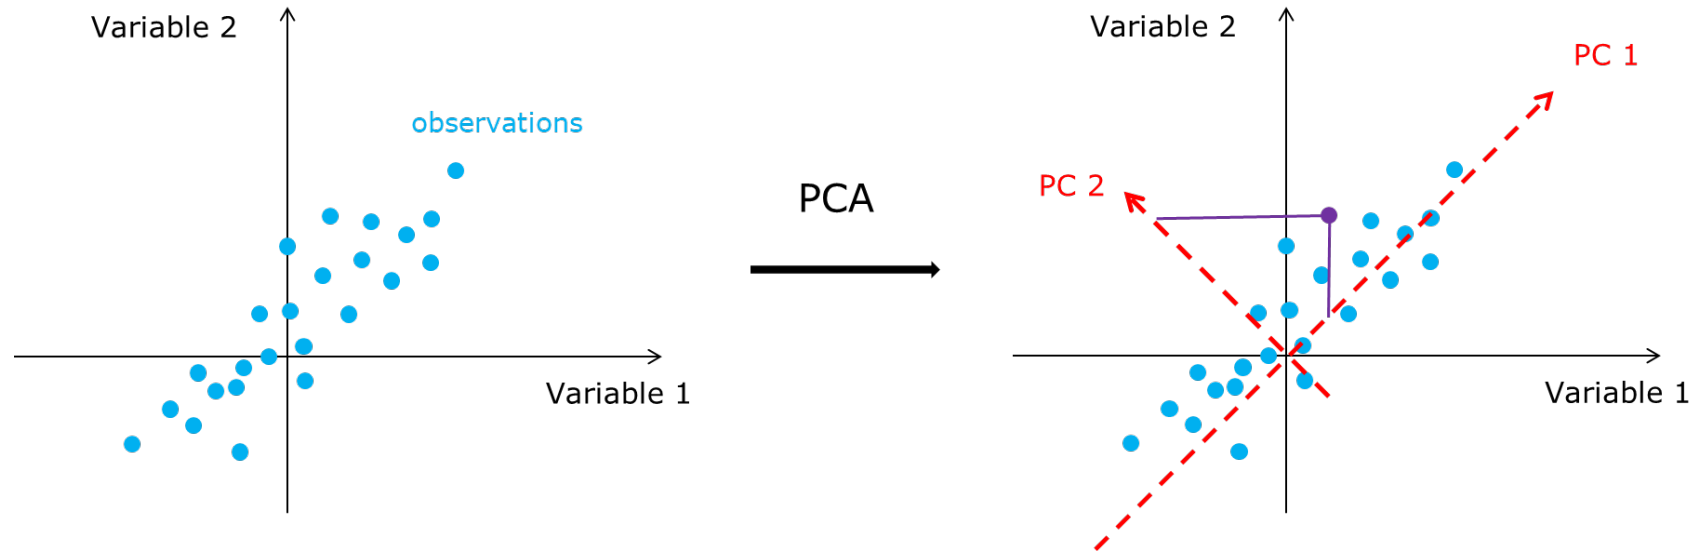 Variable 2
observations
Variable 1
PCA
Variable 2
PC 1
PC 2
Variable 1